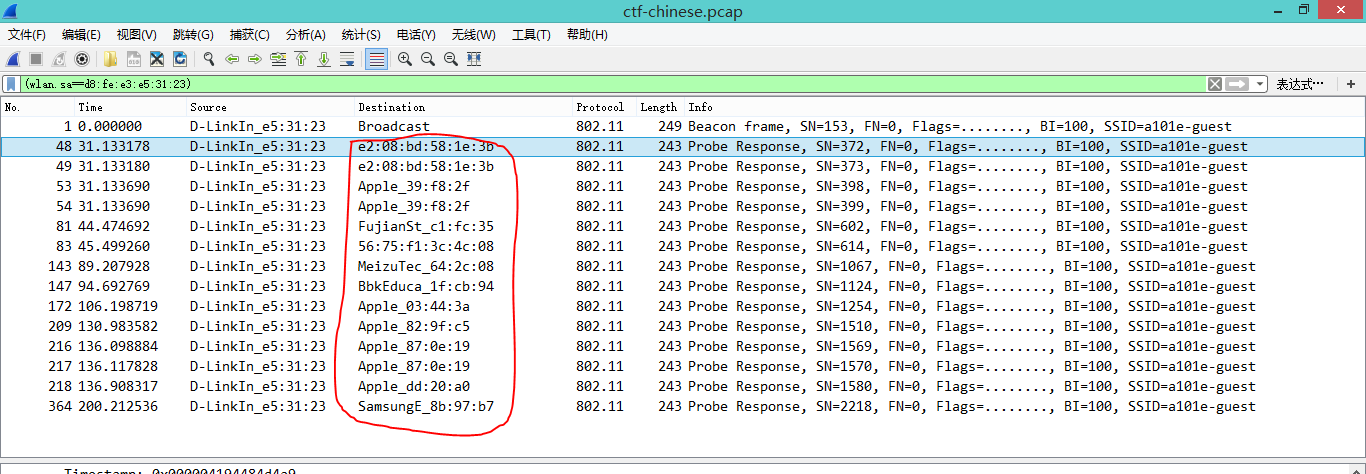 ctf-chinese.pcap
文件(F) 编辑(E) 视图(V) 跳转(G) 捕获(C) 分析(A) 统计(S) 电话(Y) 无线(W) 工具(T) 帮助(H)
(wlan.sa==d8:fe:e3:e5:31:23) 表达式… +
No. Time Source Destination Protocol Length Info
1 0.000000 D-LinkIn_e5:31:23 Broadcast 802.11 249 Beacon frame, SN=153, FN=0, Flags=........, BI=100, SSID=a101e-guest
48 31.133178 D-LinkIn_e5:31:23 e2:08:bd:58:1e:3b 802.11 243 Probe Response, SN=372, FN=0, Flags=........, BI=100, SSID=a101e-guest
49 31.133180 D-LinkIn_e5:31:23 e2:08:bd:58:1e:3b 802.11 243 Probe Response, SN=373, FN=0, Flags=........, BI=100, SSID=a101e-guest
53 31.133690 D-LinkIn_e5:31:23 Apple_39:f8:2f 802.11 243 Probe Response, SN=398, FN=0, Flags=........, BI=100, SSID=a101e-guest
54 31.133690 D-LinkIn_e5:31:23 Apple_39:f8:2f 802.11 243 Probe Response, SN=399, FN=0, Flags=........, BI=100, SSID=a101e-guest
81 44.474692 D-LinkIn_e5:31:23 FujianSt_c1:fc:35 802.11 243 Probe Response, SN=602, FN=0, Flags=........, BI=100, SSID=a101e-guest
83 45.499260 D-LinkIn_e5:31:23 56:75:f1:3c:4c:08 802.11 243 Probe Response, SN=614, FN=0, Flags=........, BI=100, SSID=a101e-guest
143 89.207928 D-LinkIn_e5:31:23 MeizuTec_64:2c:08 802.11 243 Probe Response, SN=1067, FN=0, Flags=........, BI=100, SSID=a101e-guest
147 94.692769 D-LinkIn_e5:31:23 BbkEduca_1f:cb:94 802.11 243 Probe Response, SN=1124, FN=0, Flags=........, BI=100, SSID=a101e-guest
172 106.198719 D-LinkIn_e5:31:23 Apple_03:44:3a 802.11 243 Probe Response, SN=1254, FN=0, Flags=........, BI=100, SSID=a101e-guest
209 130.983582 D-LinkIn_e5:31:23 Apple_82:9f:c5 802.11 243 Probe Response, SN=1510, FN=0, Flags=........, BI=100, SSID=a101e-guest
216 136.098884 D-LinkIn_e5:31:23 Apple_87:0e:19 802.11 243 Probe Response, SN=1569, FN=0, Flags=........, BI=100, SSID=a101e-guest
217 136.117828 D-LinkIn_e5:31:23 Apple_87:0e:19 802.11 243 Probe Response, SN=1570, FN=0, Flags=........, BI=100, SSID=a101e-guest
218 136.908317 D-LinkIn_e5:31:23 Apple_dd:20:a0 802.11 243 Probe Response, SN=1580, FN=0, Flags=........, BI=100, SSID=a101e-guest
364 200.212536 D-LinkIn_e5:31:23 SamsungE_8b:97:b7 802.11 243 Probe Response, SN=2218, FN=0, Flags=........, BI=100, SSID=a101e-guest
Timestamp: